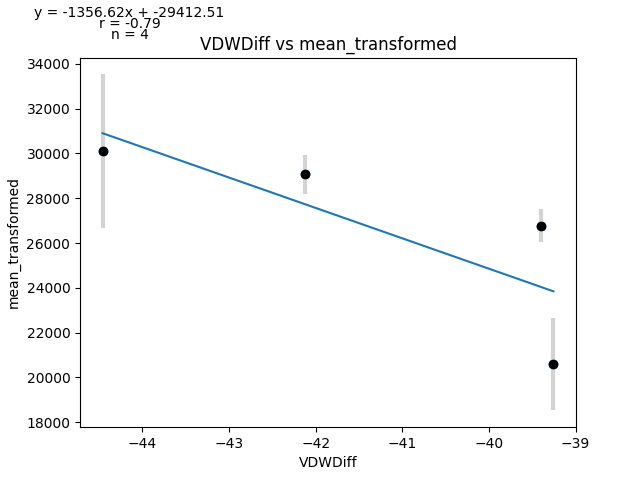 y = -1356.62x + -29412.51
r = -0.79
n = 4
VDWDiff vs mean_transformed
34000
32000
30000
28000
26000
24000
22000
20000
18000
mean_transformed
−44
−43
−42
−41
−40
−39
VDWDiff